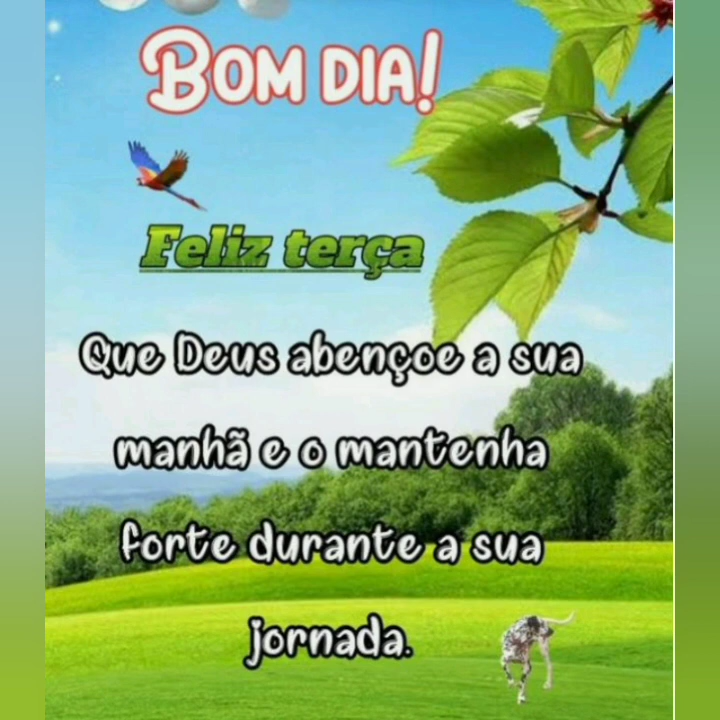 BOM DIA!
Feliz terça
Que Deus abençoe a sua
manhã e o mantenha
forte durante a sua
jornada.